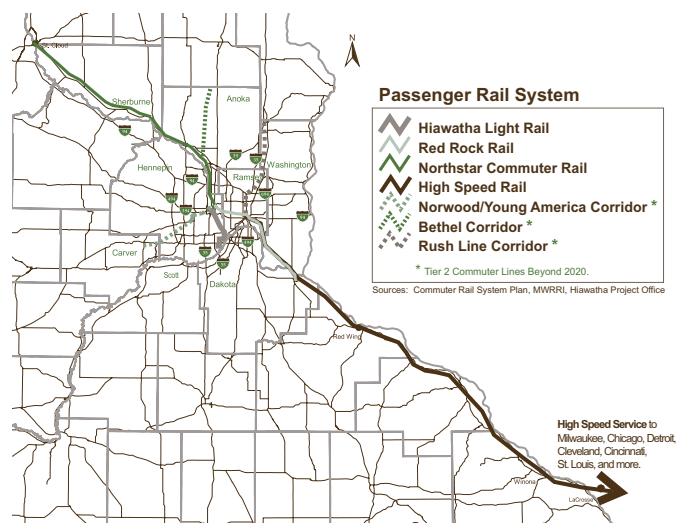 N
St. Cloud
Sherburne
Anoka
Hennepin
Washington
Ramsey
Carver
Scott
Dakota
Red Wing
Winona
LaCrosse
Passenger Rail System
Hiawatha Light Rail
Red Rock Rail
Northstar Commuter Rail
High Speed Rail
Norwood/Young America Corridor *
Bethel Corridor *
Rush Line Corridor *
* Tier 2 Commuter Lines Beyond 2020.
Sources: Commuter Rail System Plan, MWRRI, Hiawatha Project Office
High Speed Service to
Milwaukee, Chicago, Detroit,
Cleveland, Cincinnati,
St. Louis, and more.